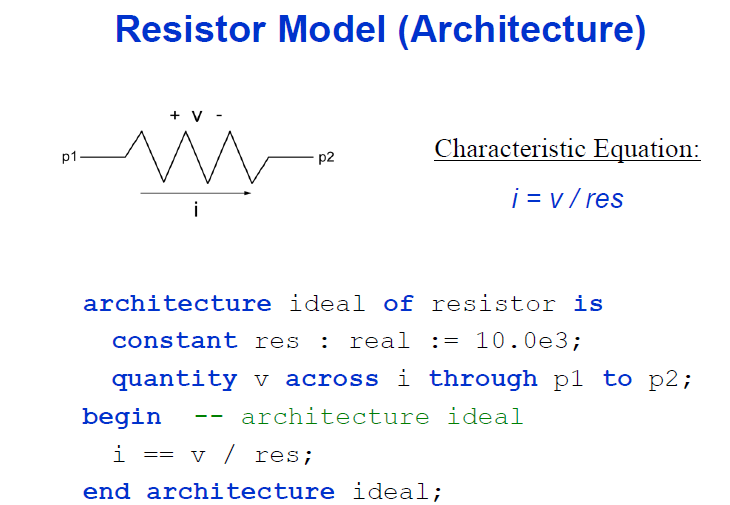 Resistor Model (Architecture)
+ v -
p1
p2
i
Characteristic Equation:
i = v / res
architecture ideal of resistor is
constant res : real := 10.0e3;
quantity v across i through p1 to p2;
begin -- architecture ideal
i == v / res;
end architecture ideal;